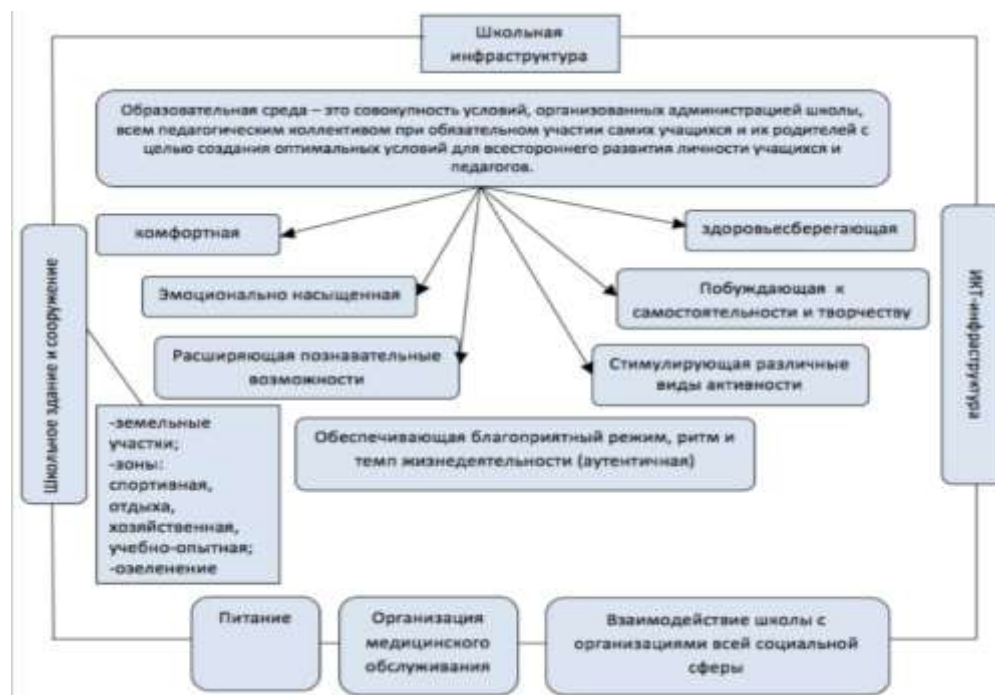 Школьная
инфраструктура
Образовательная среда – это совокупность условий, организованных администрацией школы,
всем педагогическим коллективом при обязательном участии самих учащихся и их родителей с
целью создания оптимальных условий для всестороннего развития личности учащихся и
педагогов.
комфортная
здоровьесберегающая
Эмоционально насыщенная
Побуждающая к
самостоятельности и творчеству
Расширяющая познавательные
возможности
Стимулирующая различные
виды активности
Обеспечивающая благоприятный режим, ритм и
темп жизнедеятельности (аутентичная)
Школьное здание и сооружение
ИКТ-инфраструктура
-земельные
участки;
-зоны:
спортивная,
отдыха,
хозяйственная,
учебно-опытная;
-озеленение
Питание
Организация
медицинского
обслуживания
Взаимодействие школы с
организациями всей социальной
сферы